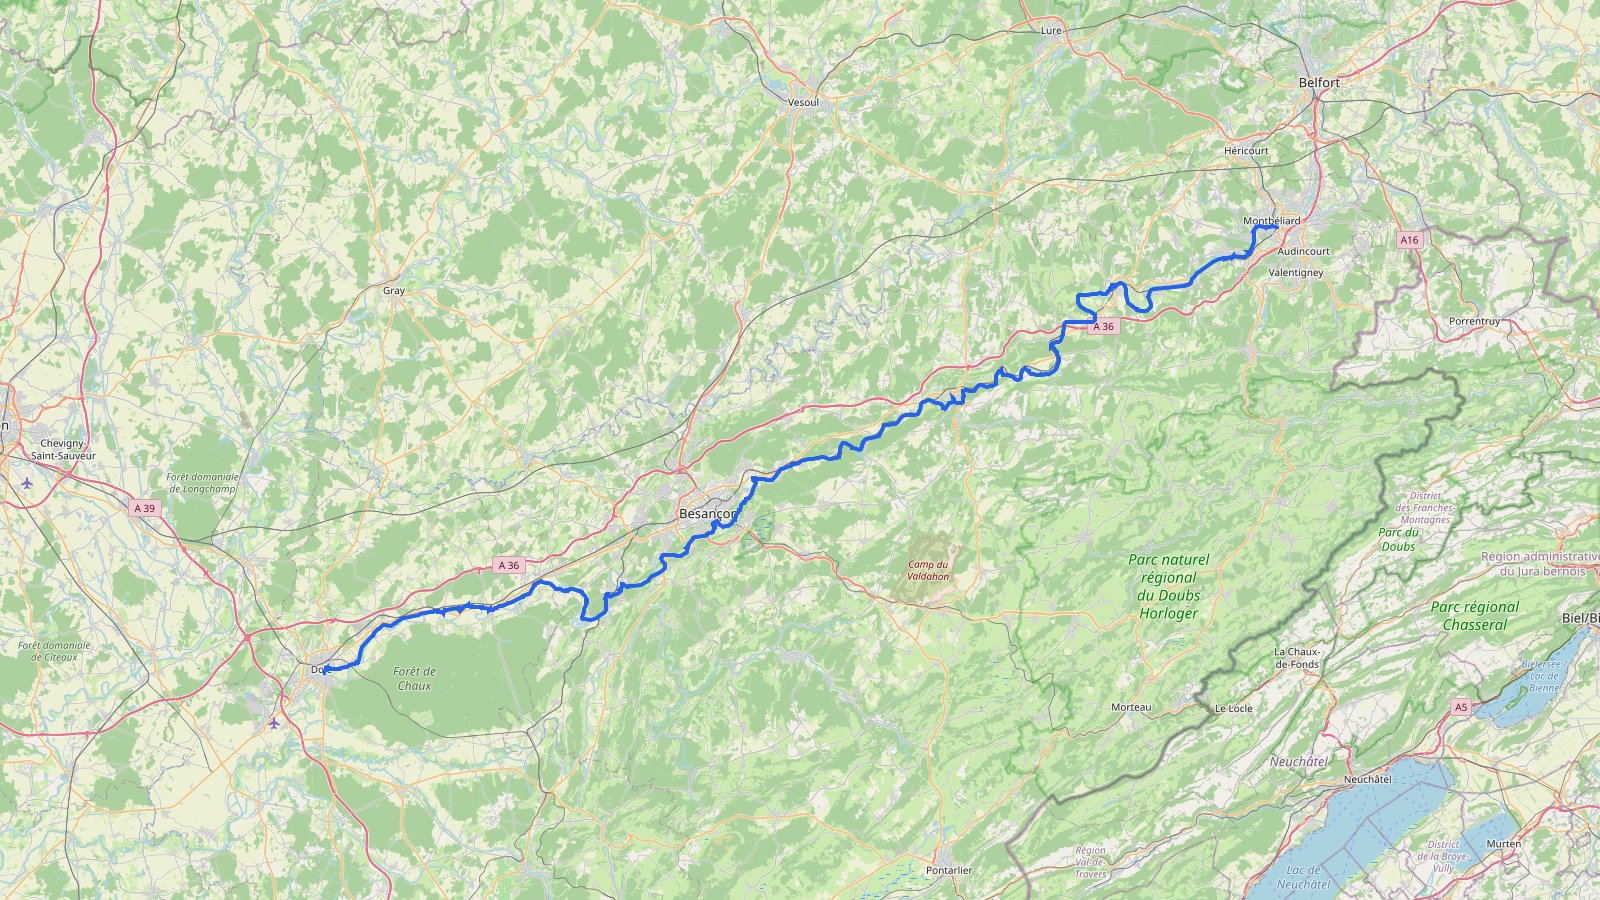 Lure
Belfort
Vesoul
Héricourt
Montbéliard
A16
Audincourt
Valentigney
Gray
Porrentruy
A 36
n
Chevigny-
Saint-Sauveur
Forêt domaniale
de Longchamp
A 39
Besançon
District
des Franches-
Montagnes
Parc du
Doubs
Région administrative
du Jura bernois
A 36
Camp du
Valdahon
Parc naturel
régional
du Doubs
Horloger
Parc régional
Chasseral
Biel/Bi
Forêt domaniale
de Cîteaux
La Chaux-
de-Fonds
Bielersee /
Lac de
Bienne
Forêt de
Chaux
Morteau
Le Locle
A5
Neuchâtel
Neuchâtel
Murten
Région
Val-de-
Travers
District
de la Broye-
Vully
Pontarlier
Lac de
Neuchâtel